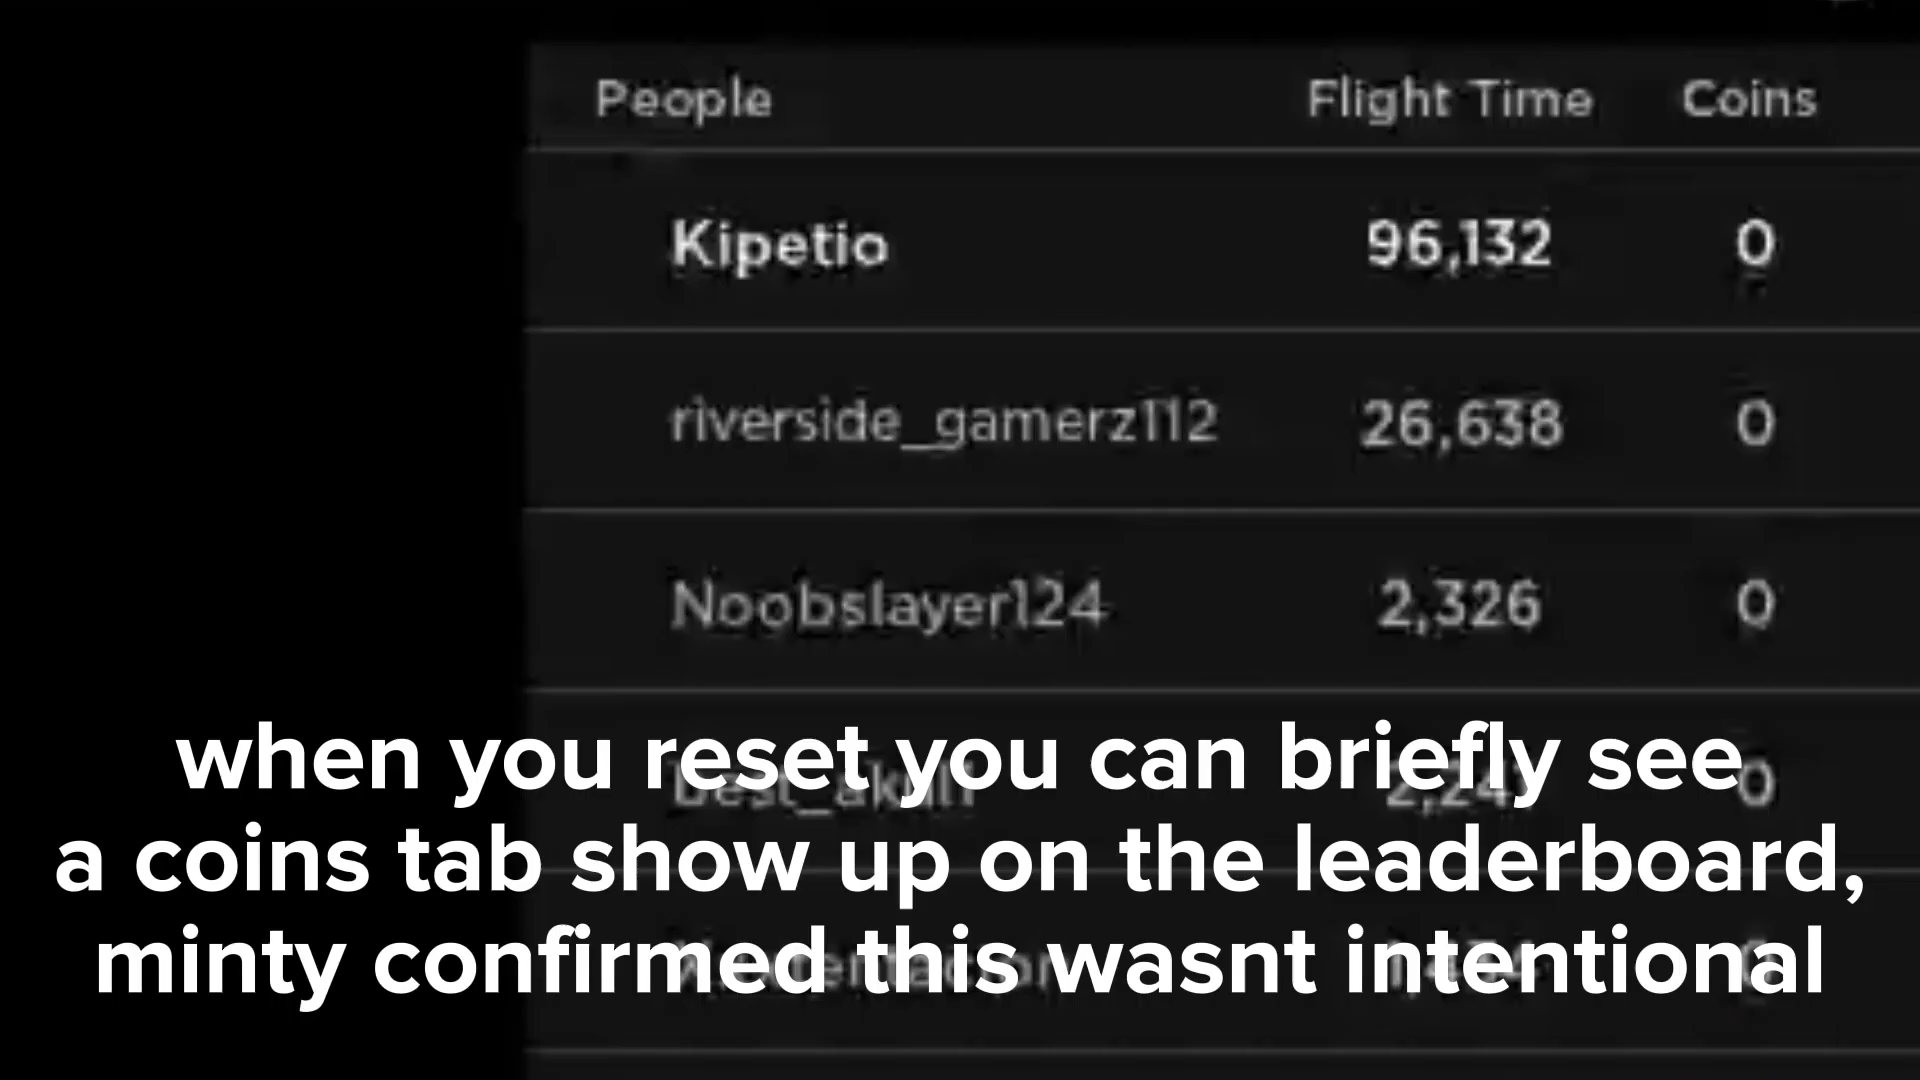 People Flight Time Coins
Kipetio 96,132 0
riverside_gamerz112 26,638 0
Noobslayer124 2,326 0
0
when you reset you can briefly see
a coins tab show up on the leaderboard,
minty confirmed this wasnt intentional